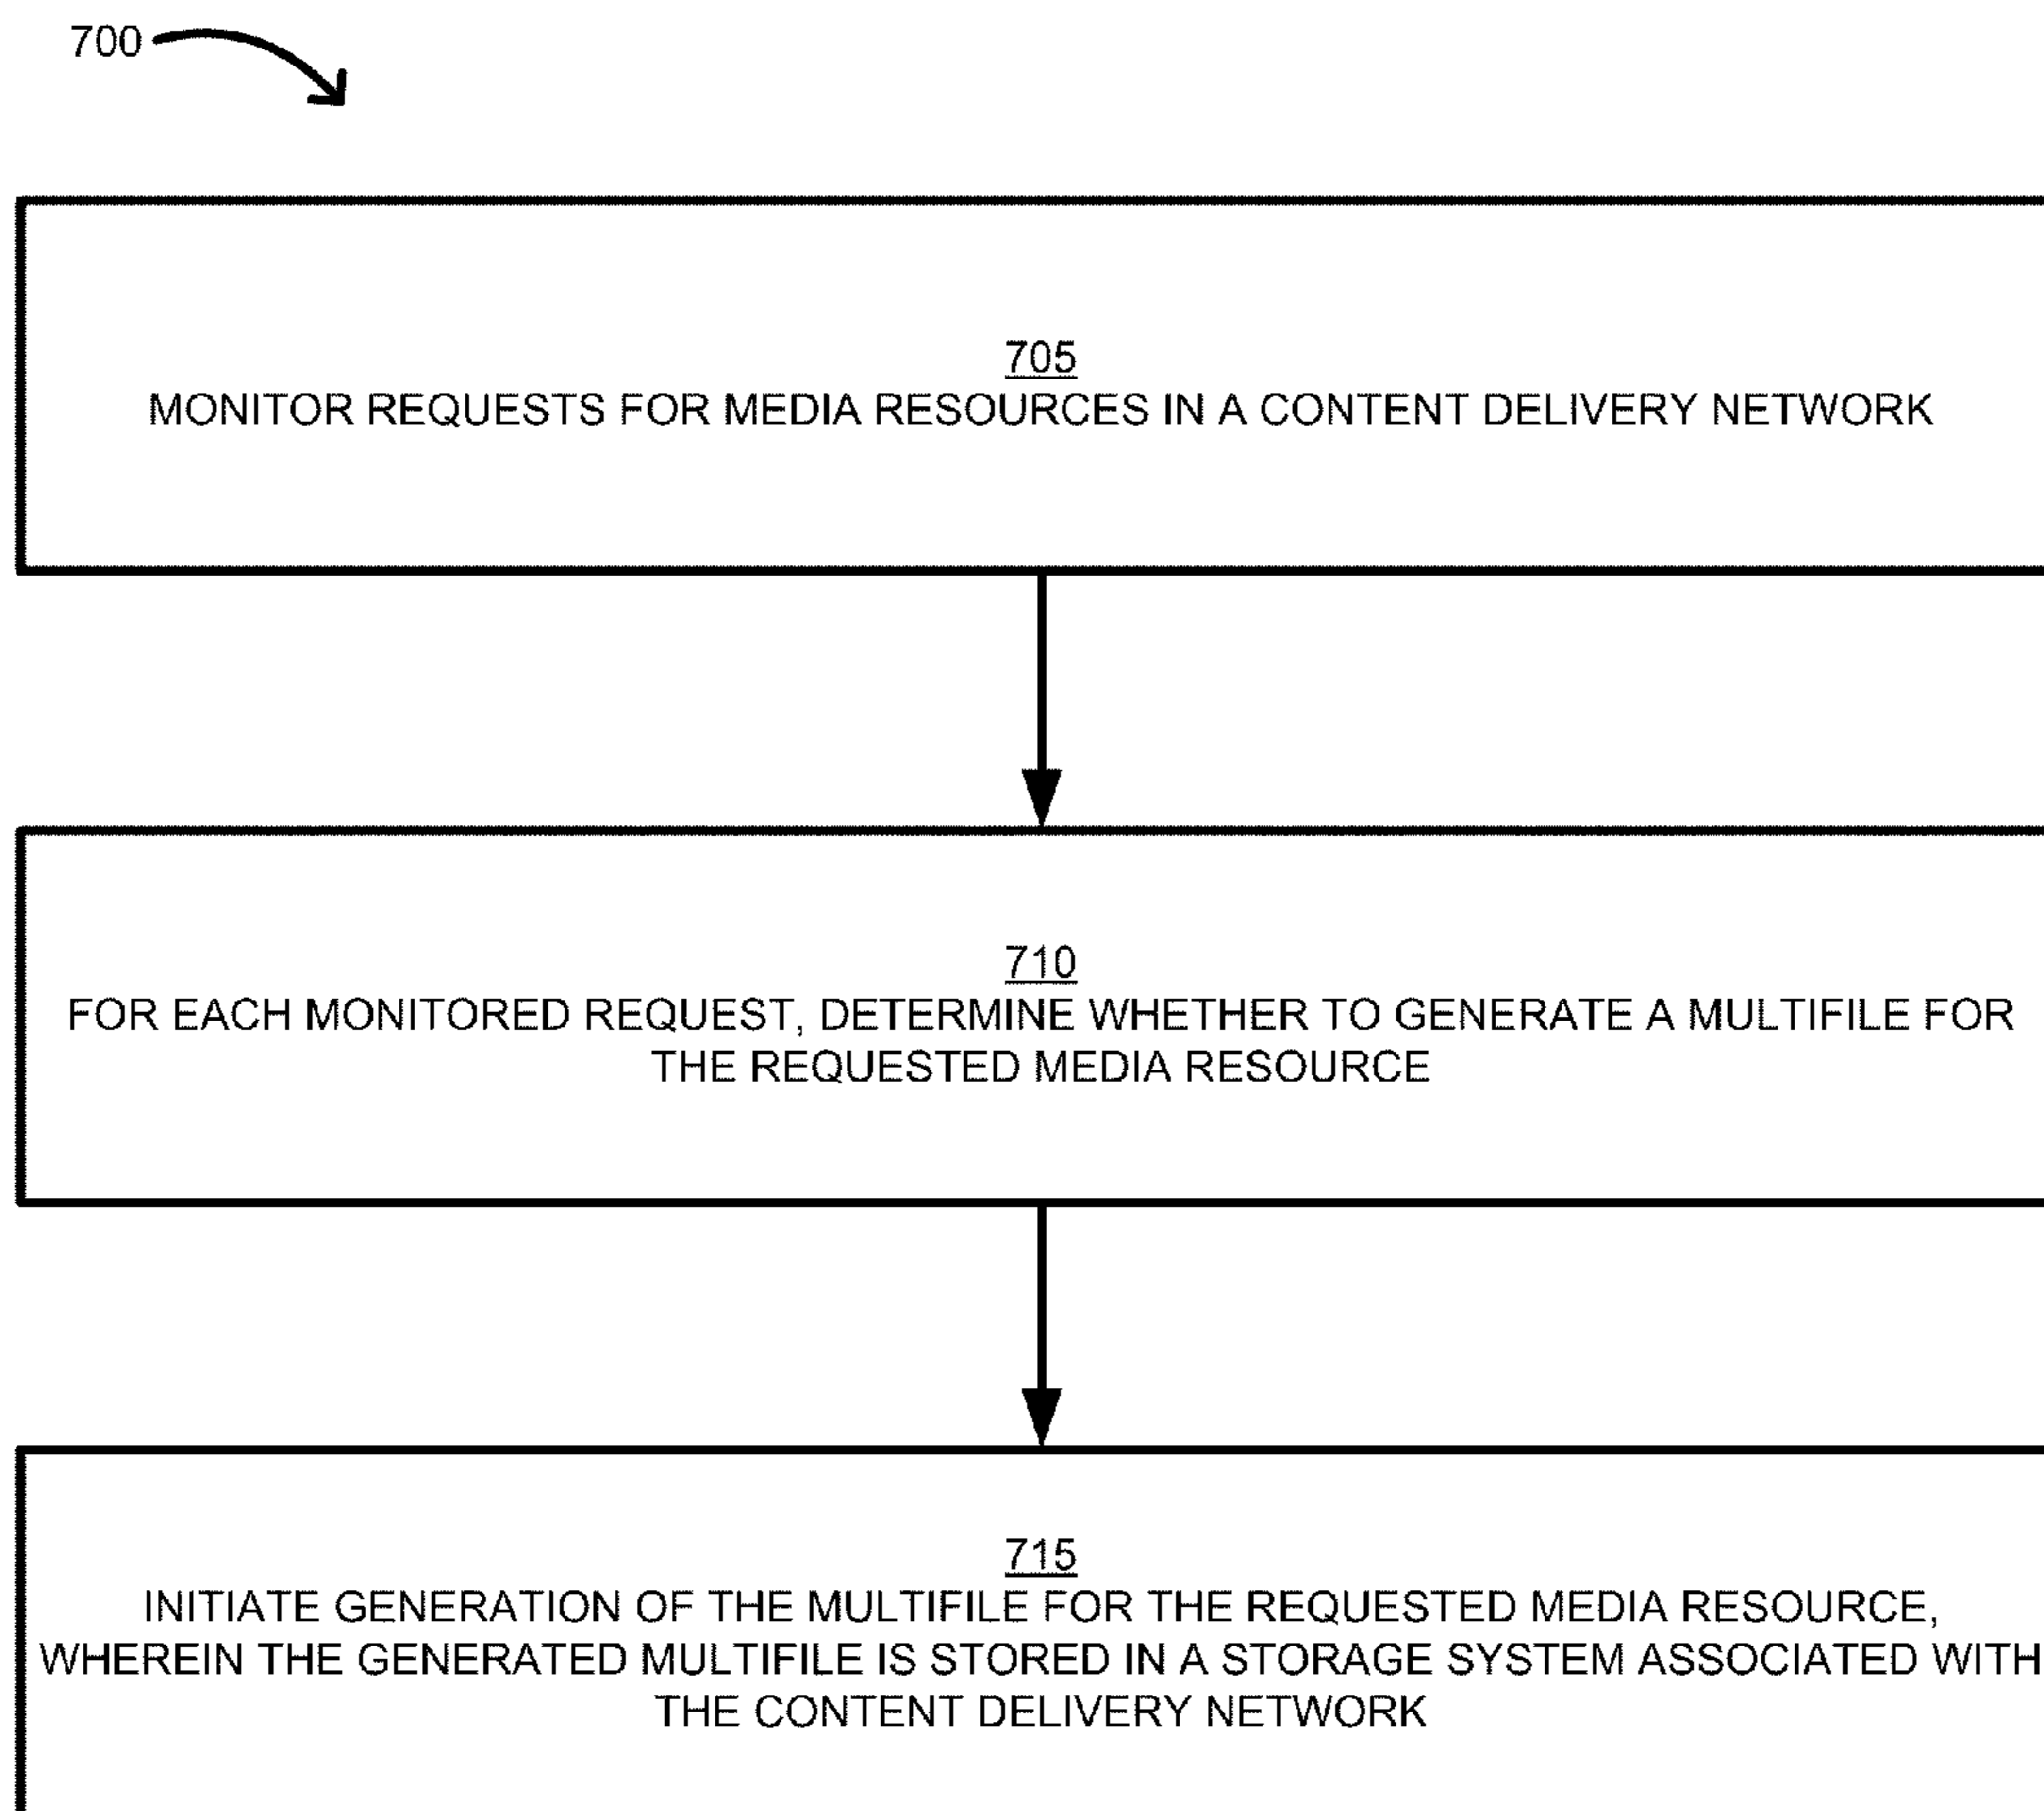 700
705
MONITOR REQUESTS FOR MEDIA RESOURCES IN A CONTENT DELIVERY NETWORK
710
FOR EACH MONITORED REQUEST, DETERMINE WHETHER TO GENERATE A MULTIFILE FOR
THE REQUESTED MEDIA RESOURCE
715
INITIATE GENERATION OF THE MULTIFILE FOR THE REQUESTED MEDIA RESOURCE,
WHEREIN THE GENERATED MULTIFILE IS STORED IN A STORAGE SYSTEM ASSOCIATED WITH
THE CONTENT DELIVERY NETWORK